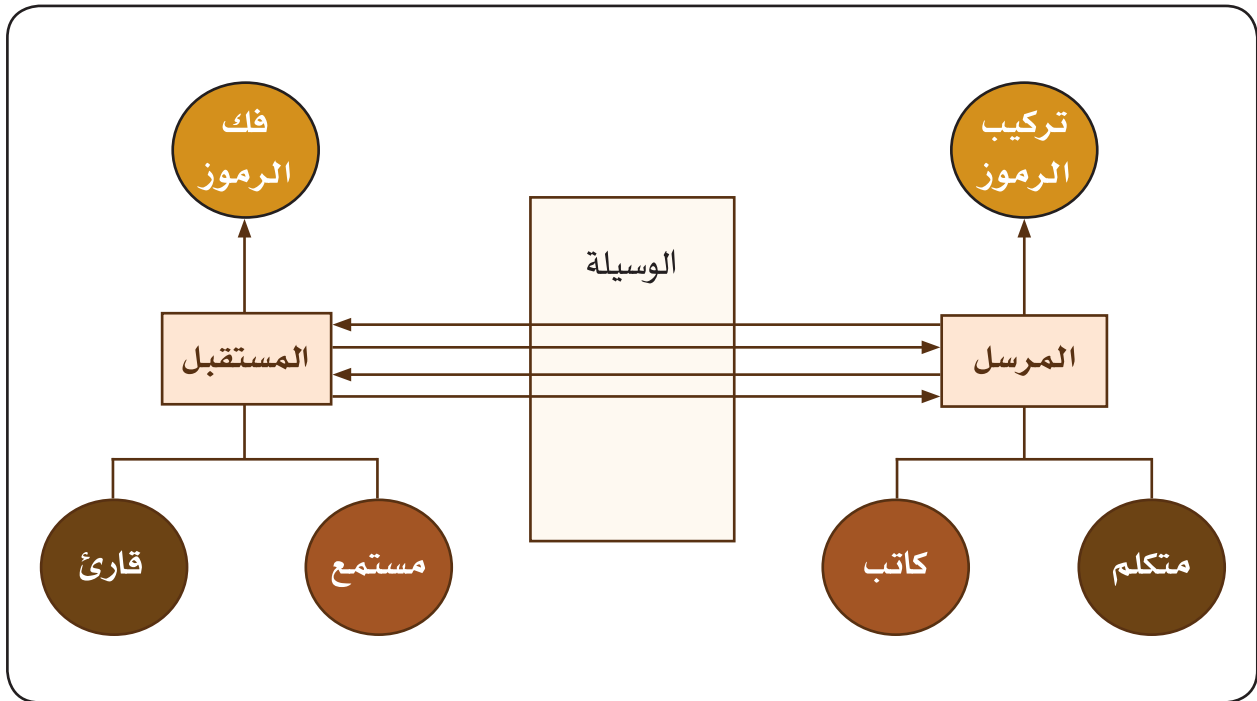 تركيب
الرموز
فك
الرموز
الوسيلة
المرسل
المستقبل
متكلم
كاتب
مستمع
قارئ